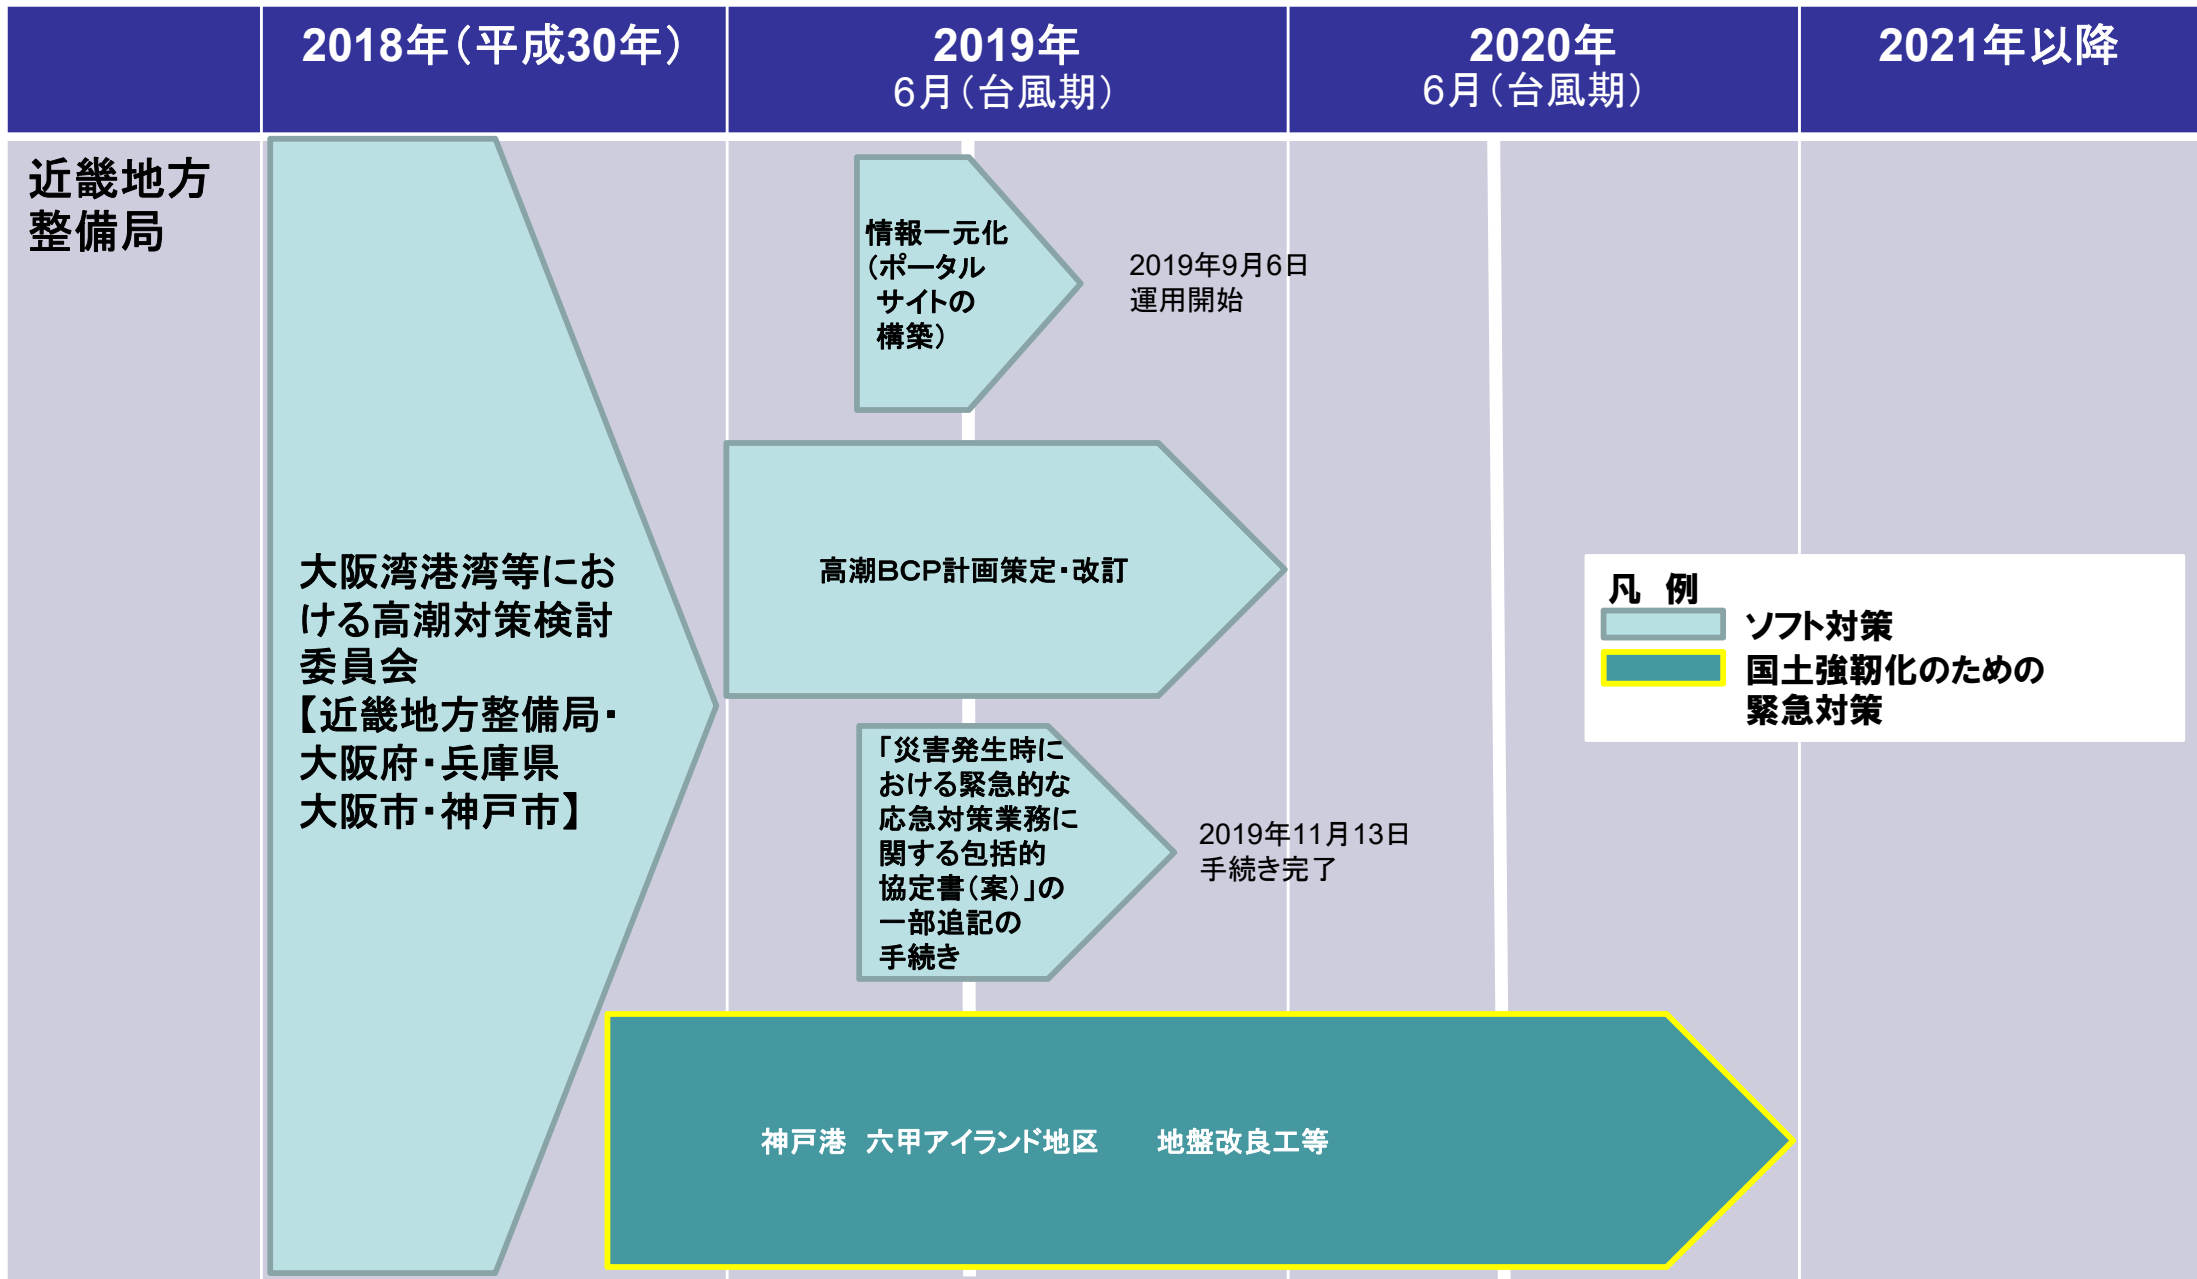 2018年（平成30年）
2019年
6月（台風期）
2020年
6月（台風期）
2021年以降
近畿地方
整備局
大阪湾港湾等にお
ける高潮対策検討
委員会
【近畿地方整備局・
大阪府・兵庫県
大阪市・神戸市】
情報一元化
（ポータル
サイトの
構築）
2019年9月6日
運用開始
高潮BCP計画策定・改訂
「災害発生時に
おける緊急的な
応急対策業務に
関する包括的
協定書（案）」の
一部追記の
手続き
2019年11月13日
手続き完了
神戸港　六甲アイランド地区　　地盤改良工等
凡　例
ソフト対策
国土強靭化のための
緊急対策